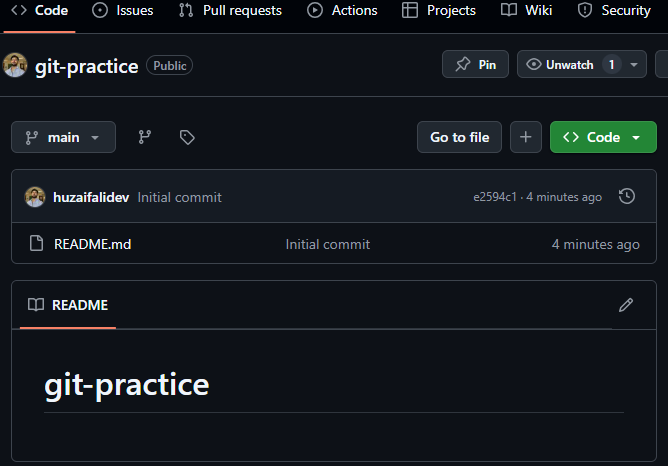 Code Issues Pull requests Actions Projects Wiki Security
git-practice Public Pin Unwatch 1
main Go to file Code
huzaifalidev Initial commit e2594c1 · 4 minutes ago
README.md Initial commit 4 minutes ago
README
git-practice